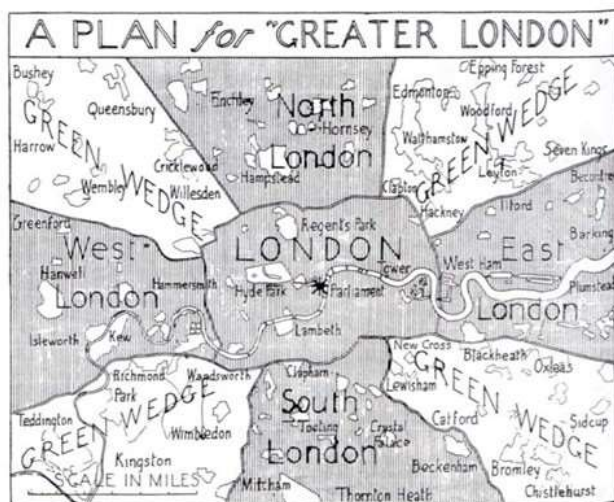 A PLAN for "GREATER LONDON"
Bushey
Queensbury
GREEN WEDGE
Harrow
Wembley
Cricklewood
Willesden
Finchley
North
Hornsey
London
Hampstead
Epping Forest
Edmonton
Woodford
Walthamstow
GREEN WEDGE
Leyton
Seven Kings
Clapton
Hackney
Ilford
Becontree
Barking
Greenford
West
Hanwell
London
Hammersmith
Isleworth
Kew
Regent's Park
LONDON
Tower
Hyde Park
Parliament
Lambeth
West Ham
East
Plumstead
London
Richmond
Park
Wandsworth
Teddington
GREEN WEDGE
Wimbledon
Kingston
SCALE IN MILES
Clapham
South
Tooting
Crystal
Palace
London
Mitcham
Thornton Heath
Beckenham
New Cross
Blackheath
Oxleas
Lewisham
GREEN WEDGE
Catford
Sidcup
Bromley
Chislehurst